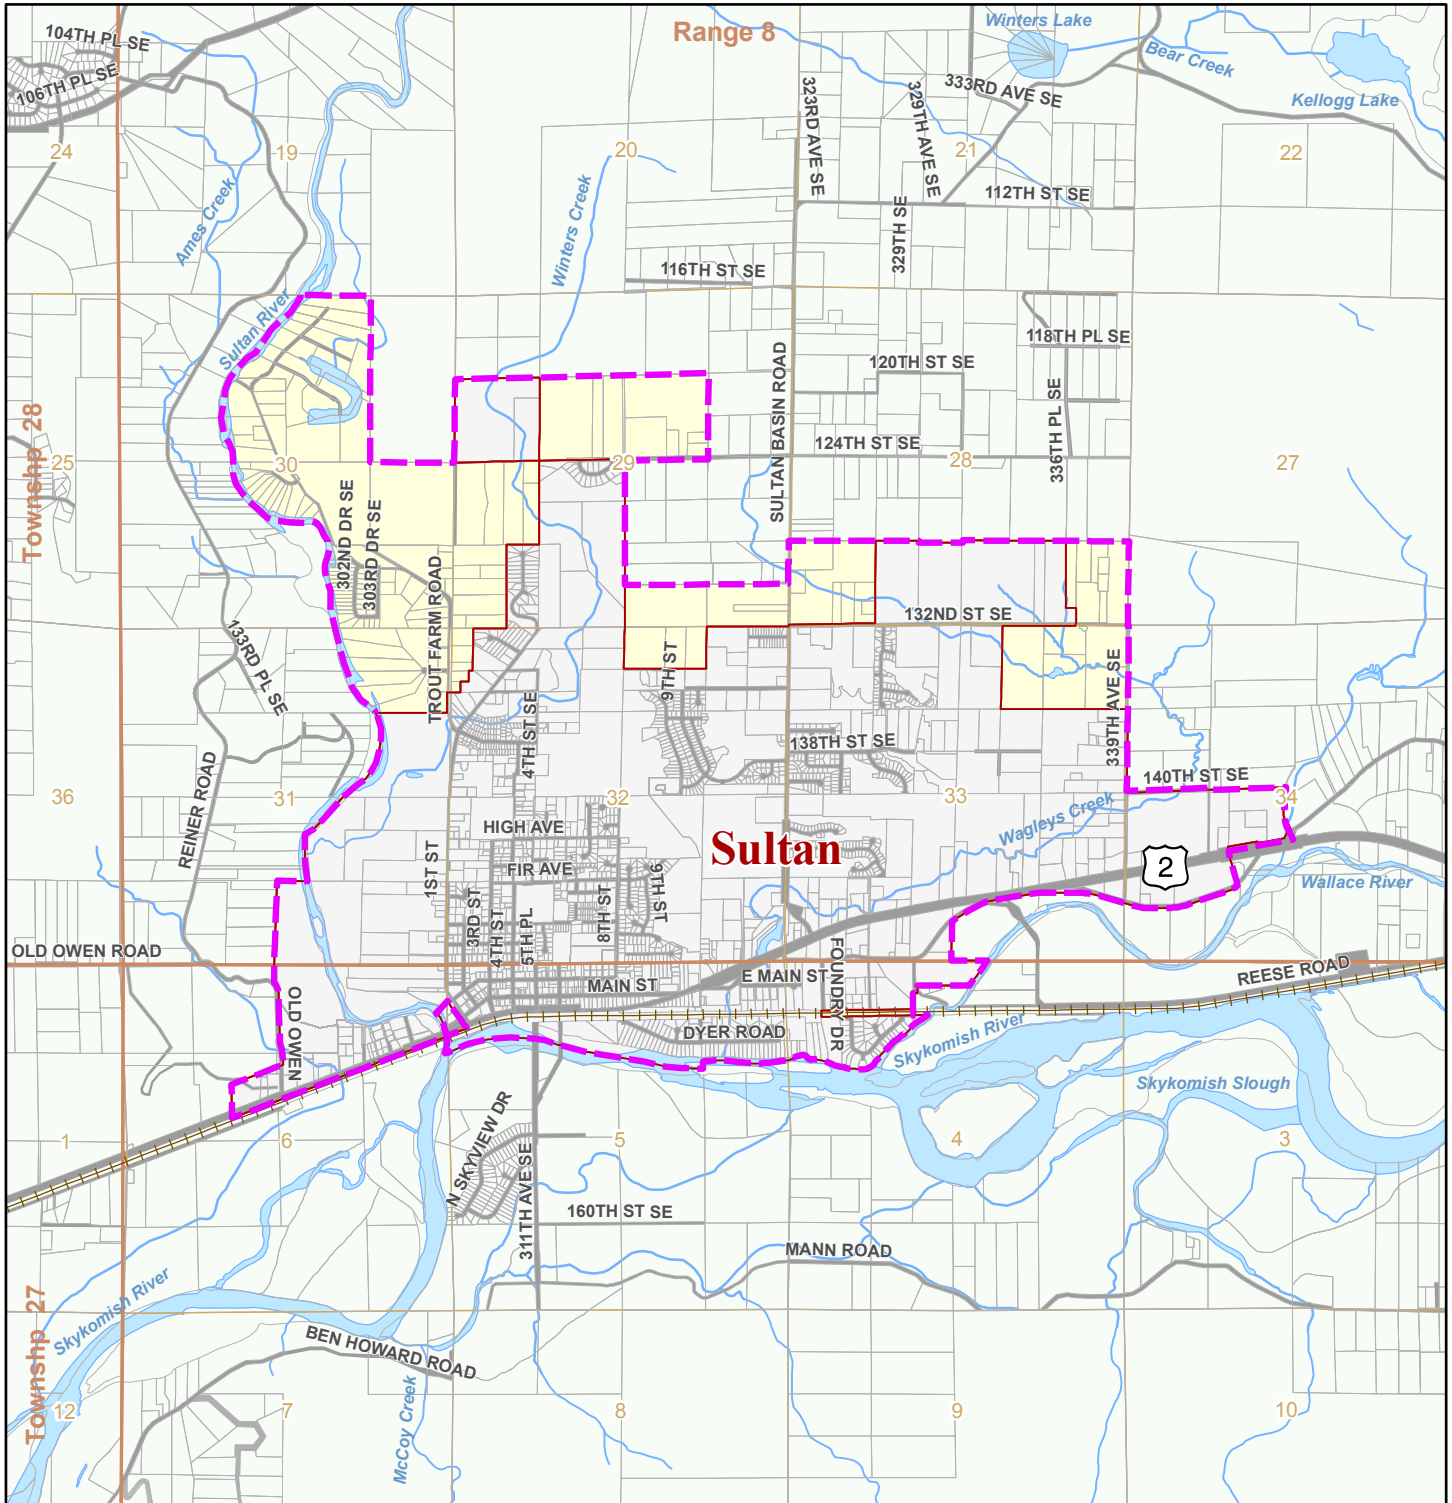 Range 8
Winters Lake
Bear Creek
Kellogg Lake
104TH PL SE
106TH PL SE
323RD AVE SE
329TH AVE SE
333RD AVE SE
24
19
20
21
22
Ames Creek
Winters Creek
112TH ST SE
329TH SE
116TH ST SE
Sultan River
118TH PL SE
120TH ST SE
SULTAN BASIN ROAD
336TH PL SE
124TH ST SE
Townshp 28
25
30
29
28
27
302ND DR SE
303RD DR SE
TROUT FARM ROAD
132ND ST SE
133RD PL SE
9TH ST
339TH AVE SE
4TH ST SE
138TH ST SE
140TH ST SE
REINER ROAD
36
31
32
33
34
HIGH AVE
Wagleys Creek
Sultan
1ST ST
FIR AVE
9TH ST
2
Wallace River
3RD ST
4TH ST
5TH PL
8TH ST
FOUNDRY DR
OLD OWEN ROAD
MAIN ST
E MAIN ST
REESE ROAD
OLD OWEN
DYER ROAD
Skykomish River
Skykomish Slough
1
6
5
4
3
N SKYVIEW DR
311TH AVE SE
160TH ST SE
MANN ROAD
Skykomish River
Townshp 27
BEN HOWARD ROAD
McCoy Creek
12
7
8
9
10